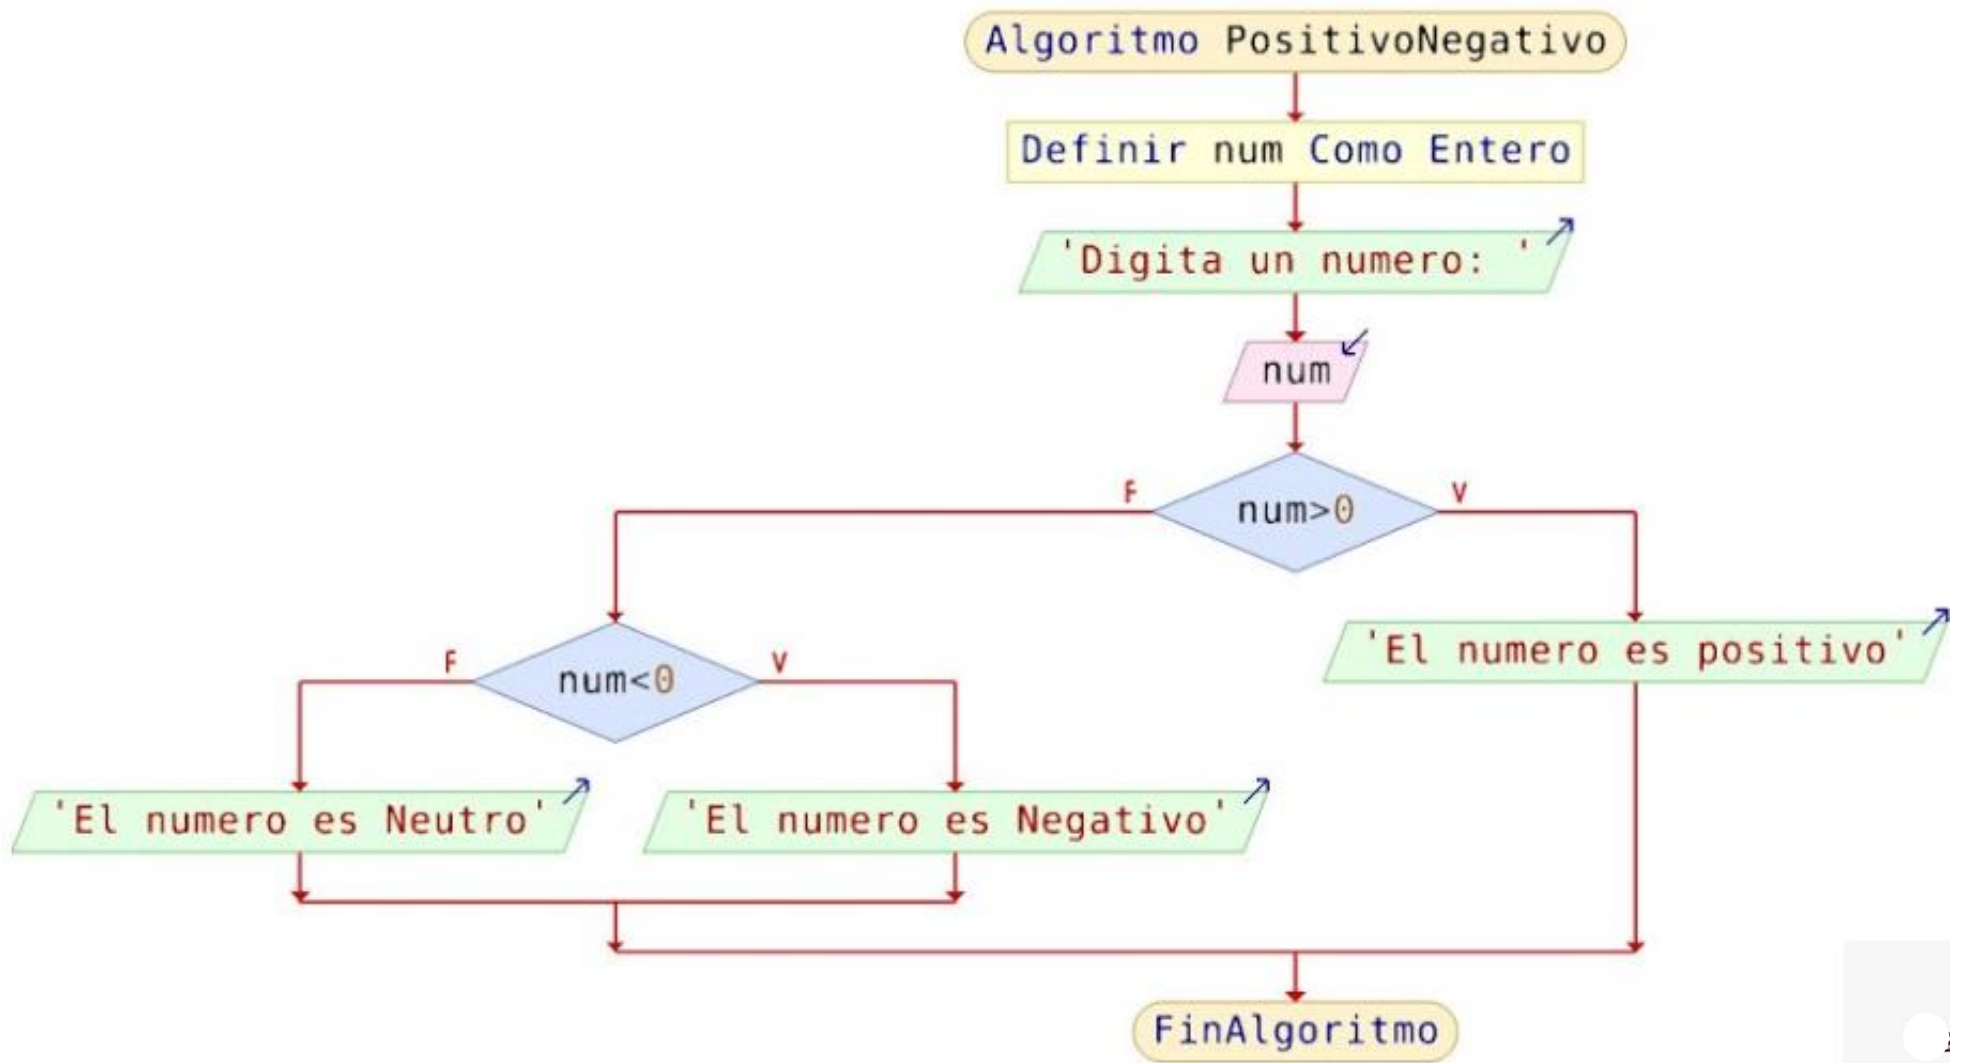 Algoritmo PositivoNegativo
Definir num Como Entero
'Digita un numero: '
num
num>0
F
V
'El numero es positivo'
num<0
F
V
'El numero es Neutro'
'El numero es Negativo'
FinAlgoritmo